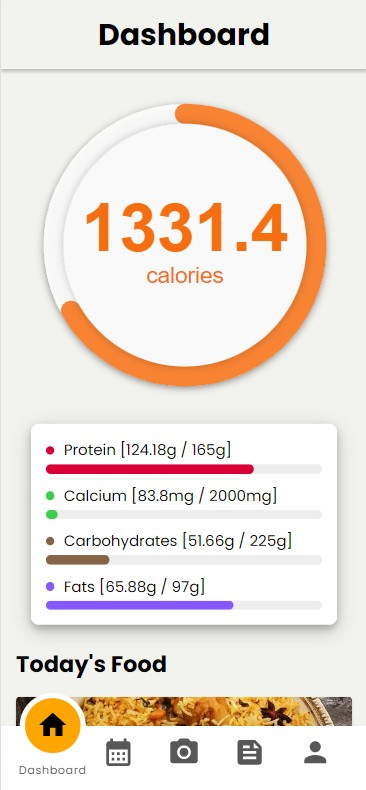 Dashboard
1331.4
calories
Protein [124.18g / 165g]
Calcium [83.8mg / 2000mg]
Carbohydrates [51.66g / 225g]
Fats [65.88g / 97g]
Today's Food
Dashboard